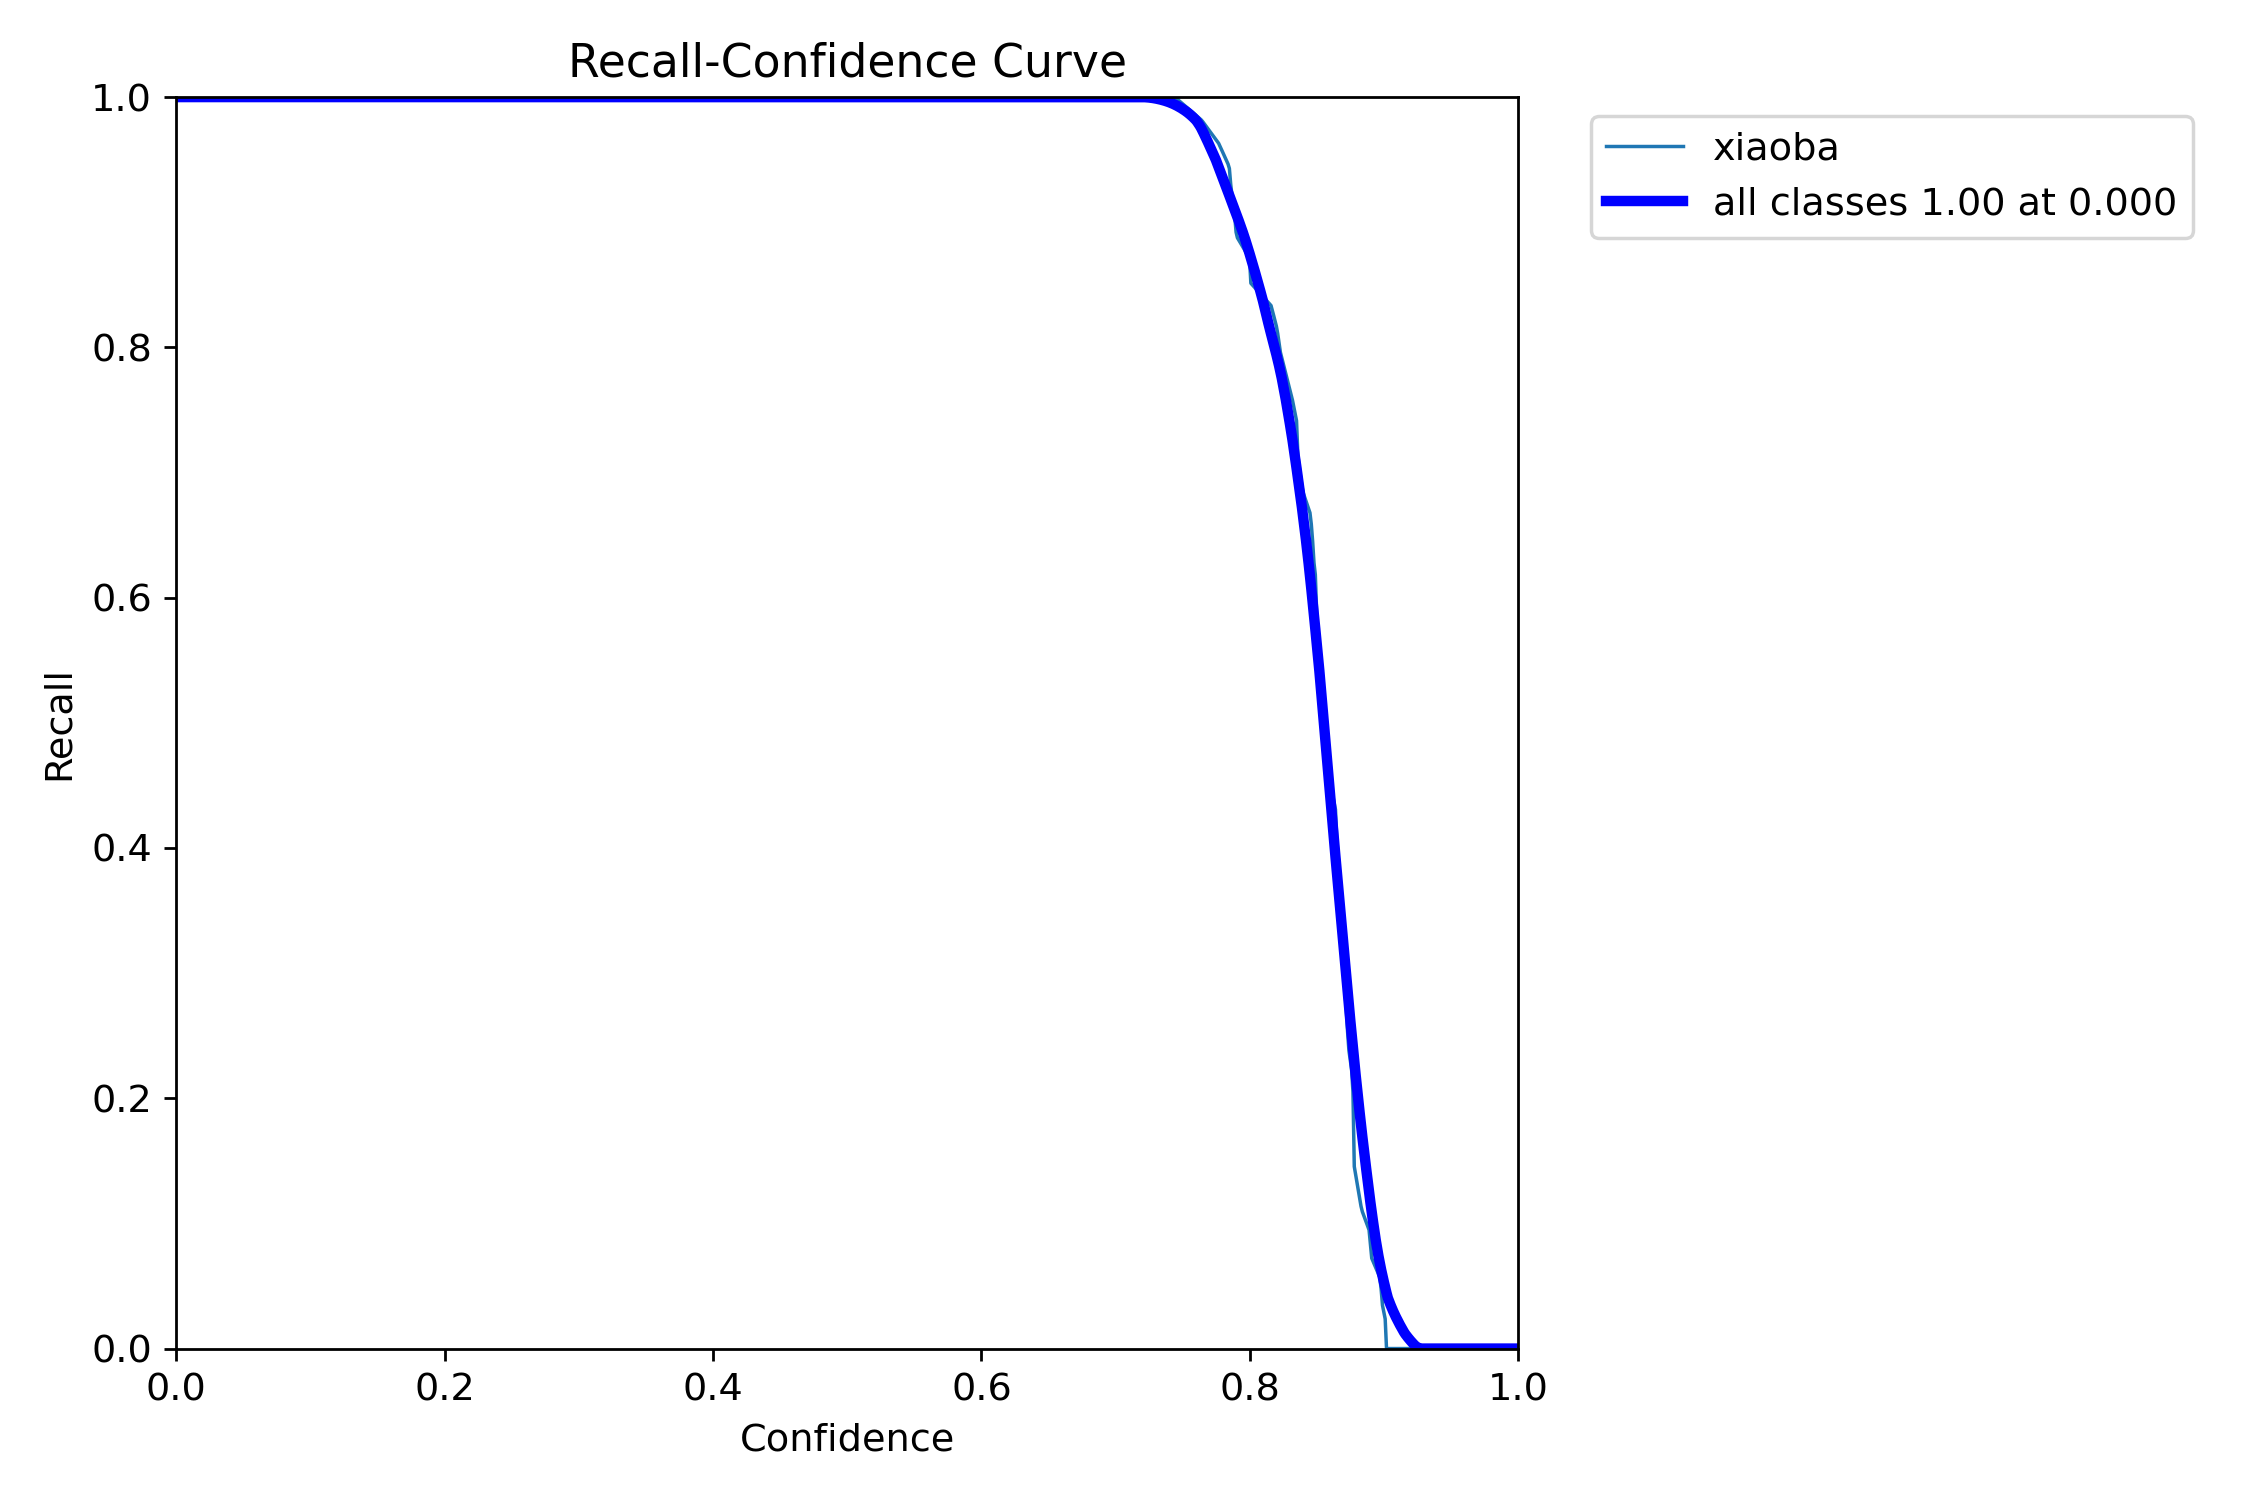 Recall-Confidence Curve
1.0
0.8
0.6
0.4
0.2
0.0
Recall
0.0 0.2 0.4 0.6 0.8 1.0
Confidence
xiaoba
all classes 1.00 at 0.000